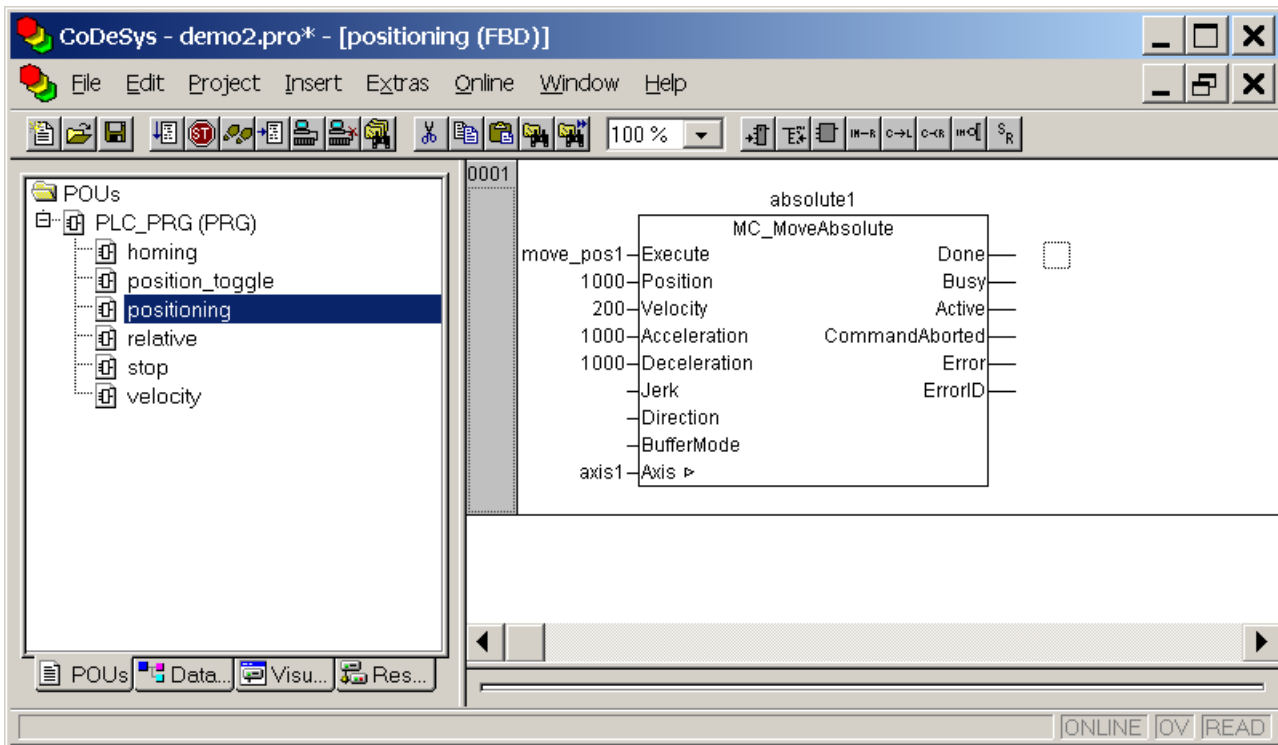 CoDeSys - demo2.pro* - [positioning (FBD)]
File Edit Project Insert Extras Online Window Help
ST 100 % IN-R C→L C-(R S R
POUs
PLC_PRG (PRG)
homing
position_toggle
positioning
relative
stop
velocity
POUs Data... Visu... Res...
0001
absolute1
MC_MoveAbsolute
move_pos1 Execute Done
1000 Position Busy
200 Velocity Active
1000 Acceleration CommandAborted
1000 Deceleration Error
Jerk ErrorID
Direction
BufferMode
axis1 Axis
ONLINE OV READ